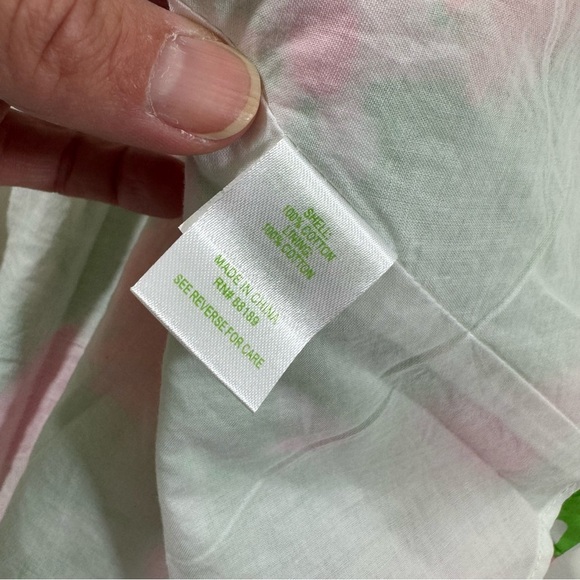 SHELL:
100% COTTON
LINING:
100% COTTON
MADE IN CHINA
RN# 88189
SEE REVERSE FOR CARE